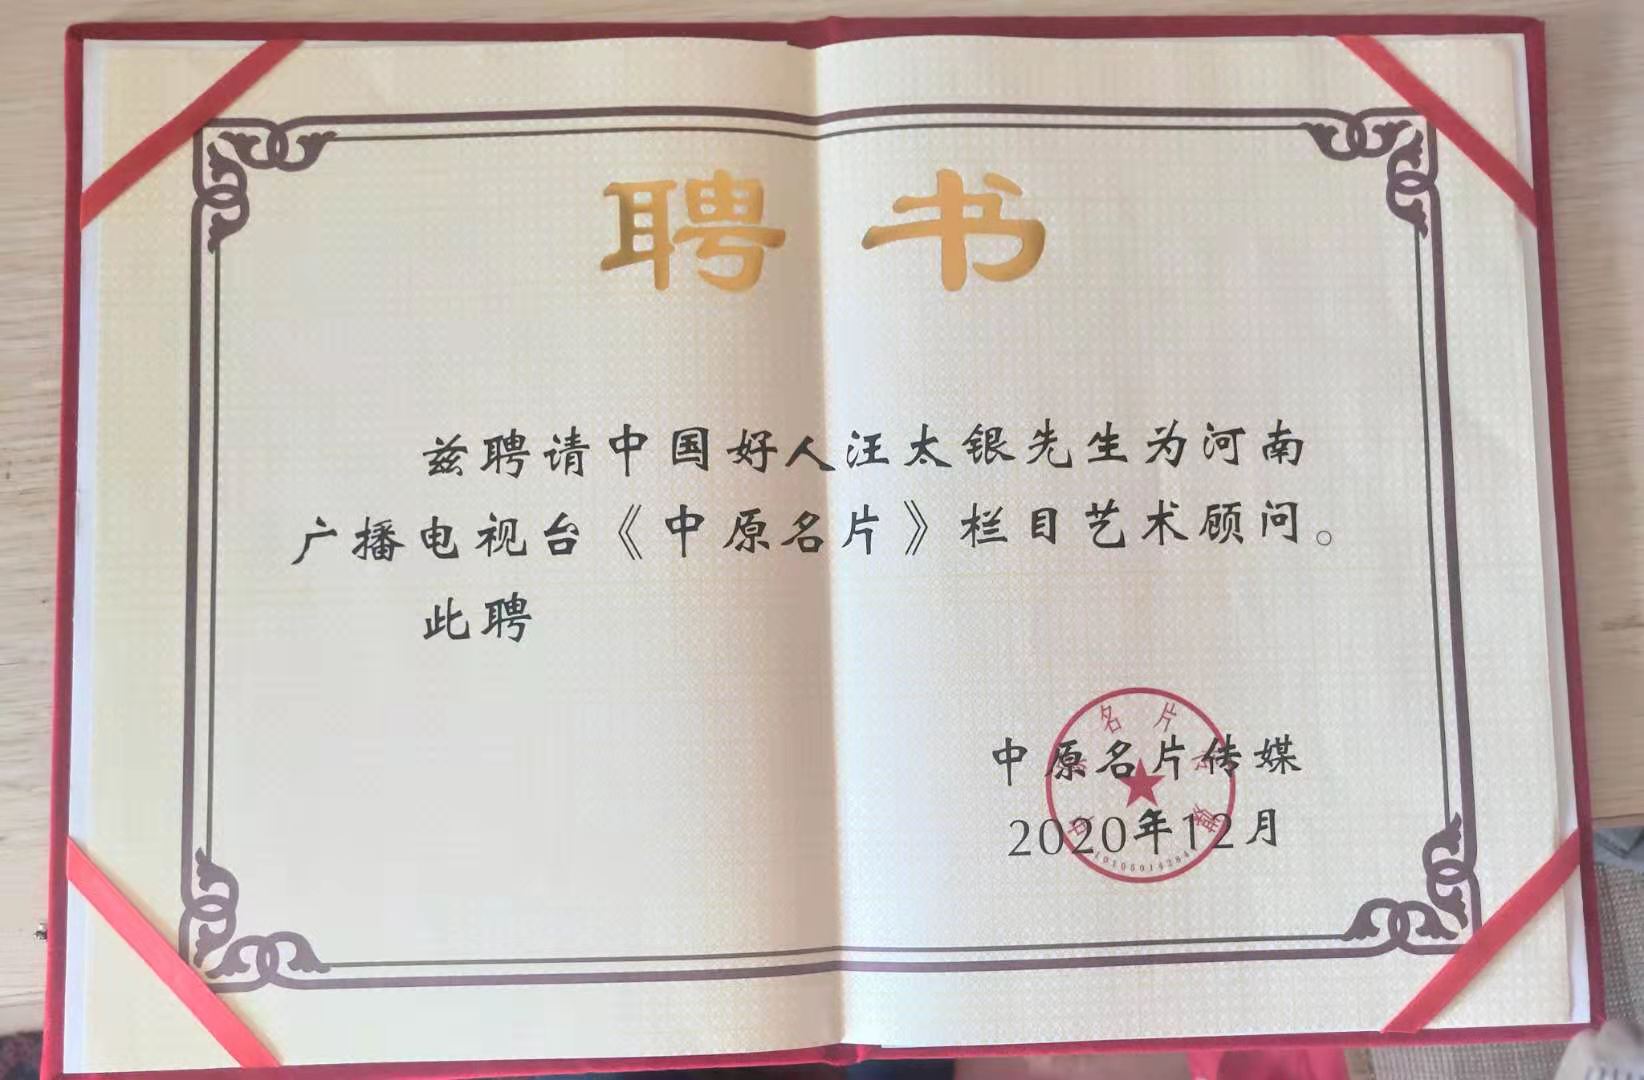 聘书
兹聘请中国好人汪太银先生为河南
广播电视台《中原名片》栏目艺术顾问。
此聘
中原名片传媒
2020年12月